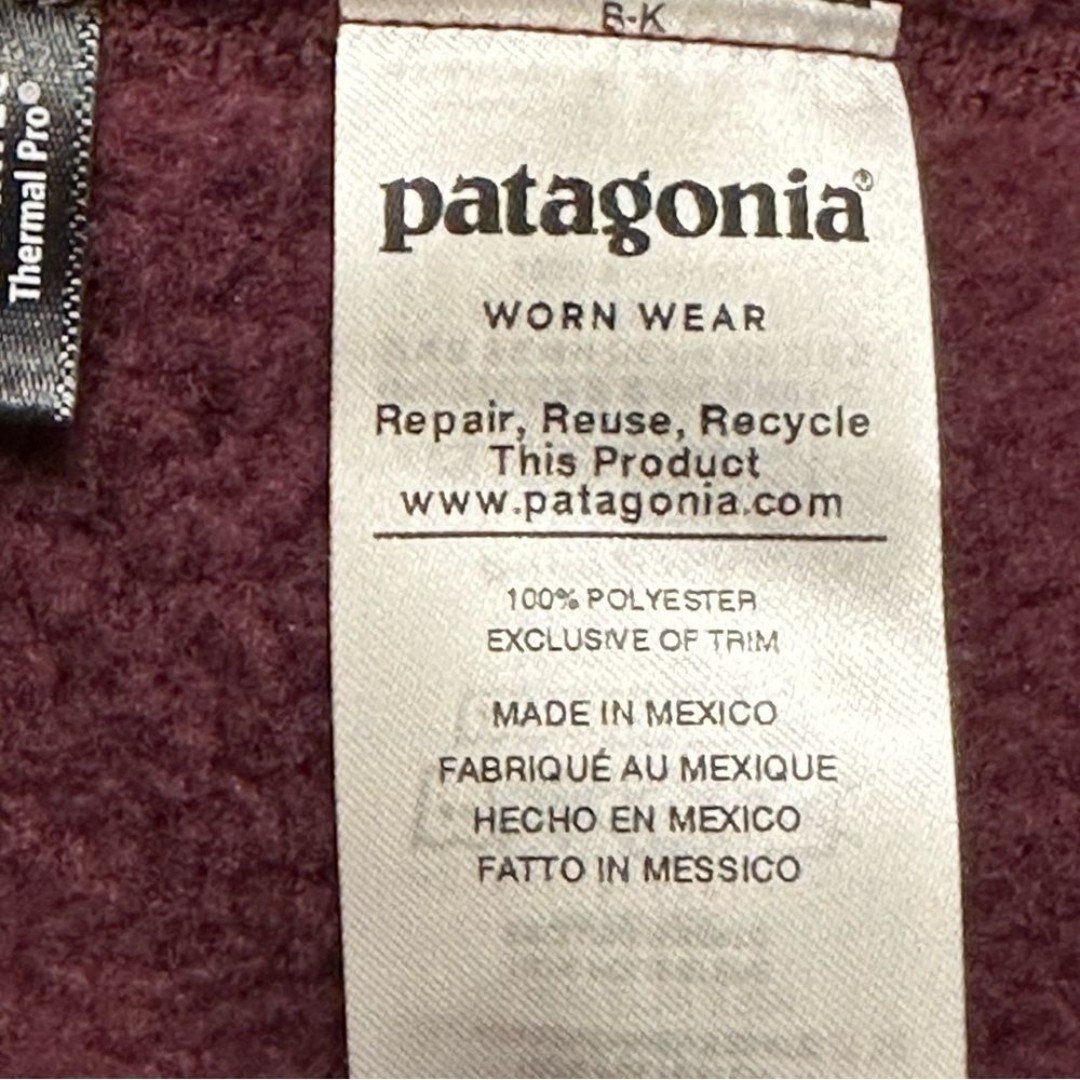 Thermal Pro®
patagonia®
WORN WEAR
Repair, Reuse, Recycle
This Product
www.patagonia.com
100% POLYESTER
EXCLUSIVE OF TRIM
MADE IN MEXICO
FABRIQUÉ AU MEXIQUE
HECHO EN MEXICO
FATTO IN MESSICO